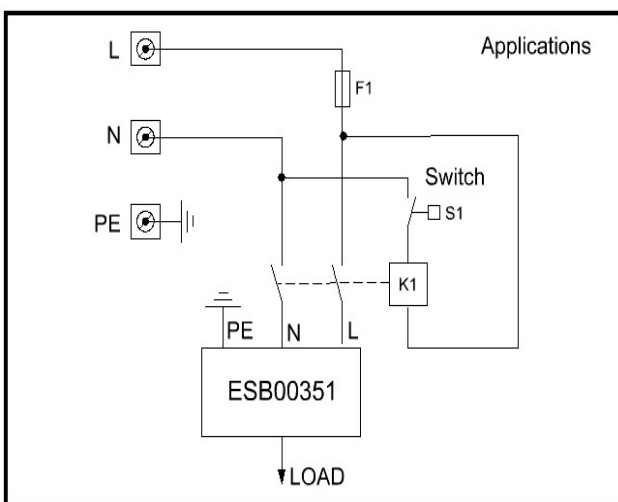 Applications
L
F1
N
Switch
S1
PE
K1
PE
N
L
ESB00351
LOAD